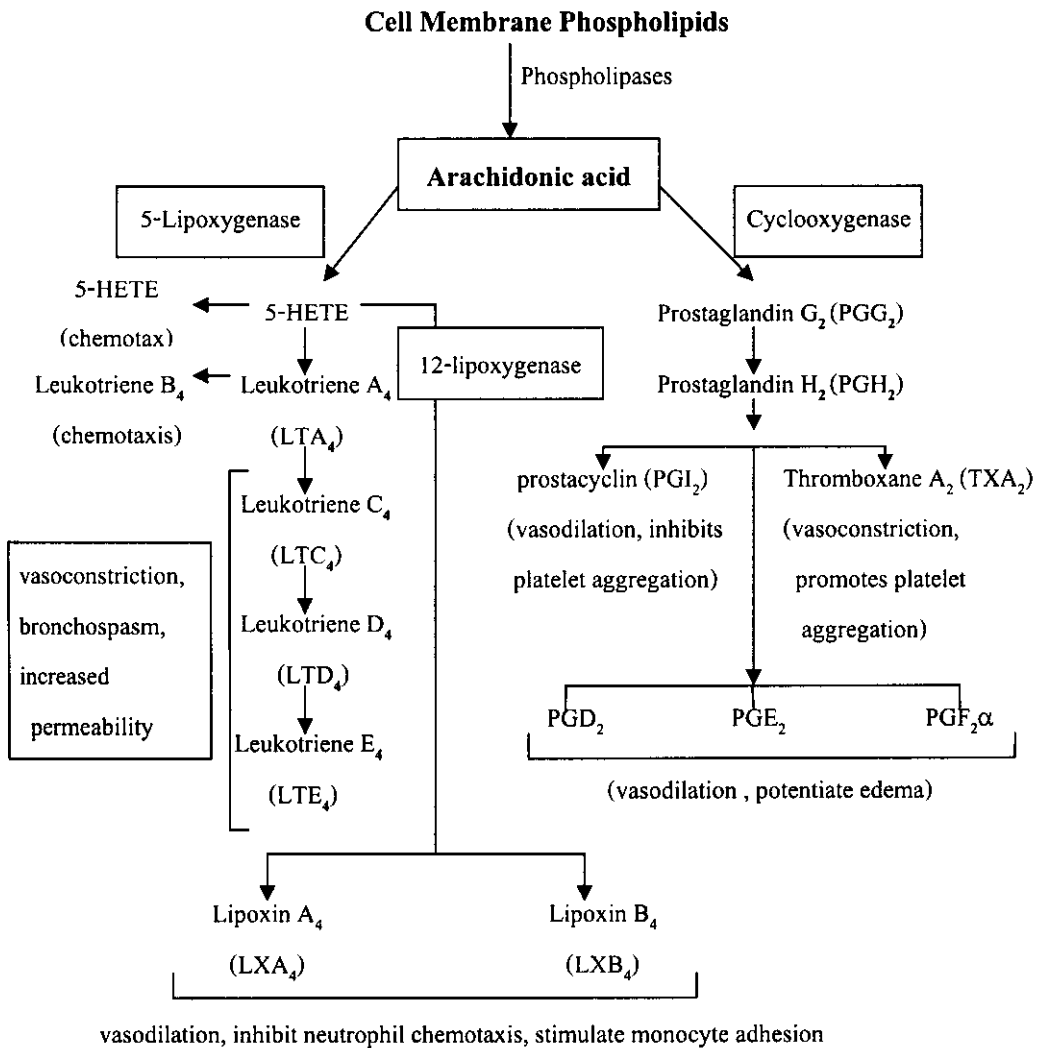 Cell Membrane Phospholipids
Phospholipases
Arachidonic acid
5-Lipoxygenase
Cyclooxygenase
5-HETE
(chemotax)
5-HETE
Prostaglandin G₂ (PGG₂)
12-lipoxygenase
Leukotriene B₄
(chemotaxis)
Leukotriene A₄
(LTA₄)
Prostaglandin H₂ (PGH₂)
Leukotriene C₄
(LTC₄)
Leukotriene D₄
(LTD₄)
Leukotriene E₄
(LTE₄)
vasoconstriction,
bronchospasm,
increased
permeability
prostacyclin (PGI₂)
(vasodilation, inhibits
platelet aggregation)
Thromboxane A₂ (TXA₂)
(vasoconstriction,
promotes platelet
aggregation)
PGD₂
PGE₂
PGF₂α
(vasodilation , potentiate edema)
Lipoxin A₄
(LXA₄)
Lipoxin B₄
(LXB₄)
vasodilation, inhibit neutrophil chemotaxis, stimulate monocyte adhesion